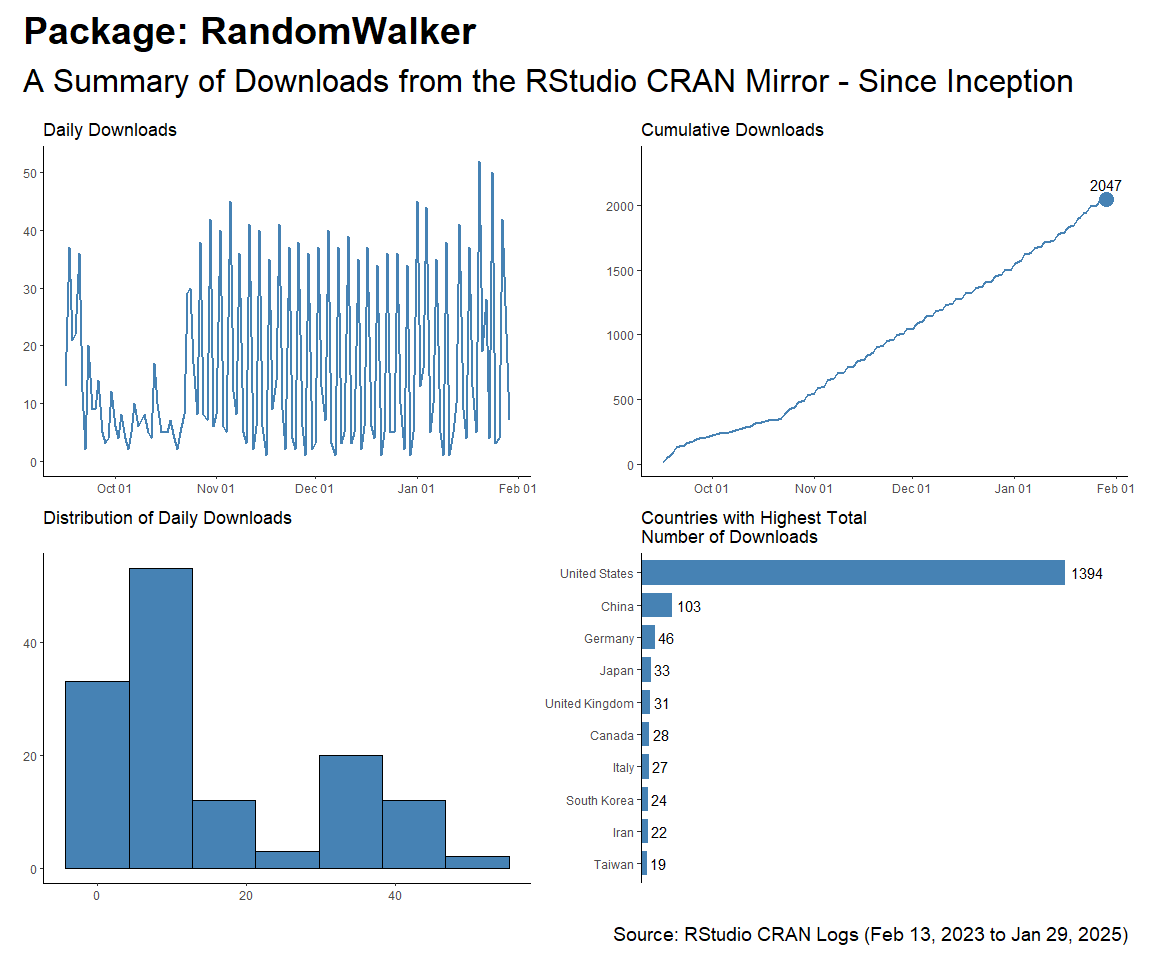 Package: RandomWalker
A Summary of Downloads from the RStudio CRAN Mirror - Since Inception
Daily Downloads
50
40
30
20
10
0
Oct 01 Nov 01 Dec 01 Jan 01 Feb 01
Cumulative Downloads
2047
2000
1500
1000
500
0
Oct 01 Nov 01 Dec 01 Jan 01 Feb 01
Distribution of Daily Downloads
40
20
0
0 20 40
Countries with Highest Total
Number of Downloads
United States 1394
China 103
Germany 46
Japan 33
United Kingdom 31
Canada 28
Italy 27
South Korea 24
Iran 22
Taiwan 19
Source: RStudio CRAN Logs (Feb 13, 2023 to Jan 29, 2025)